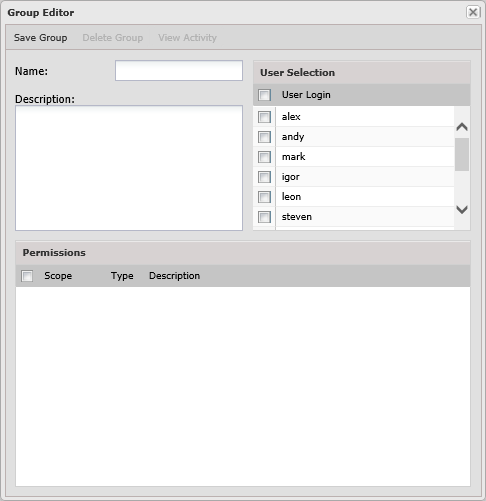 Group Editor
Save Group Delete Group View Activity
Name:
Description:
User Selection
User Login
alex
andy
mark
igor
leon
steven
Permissions
Scope Type Description